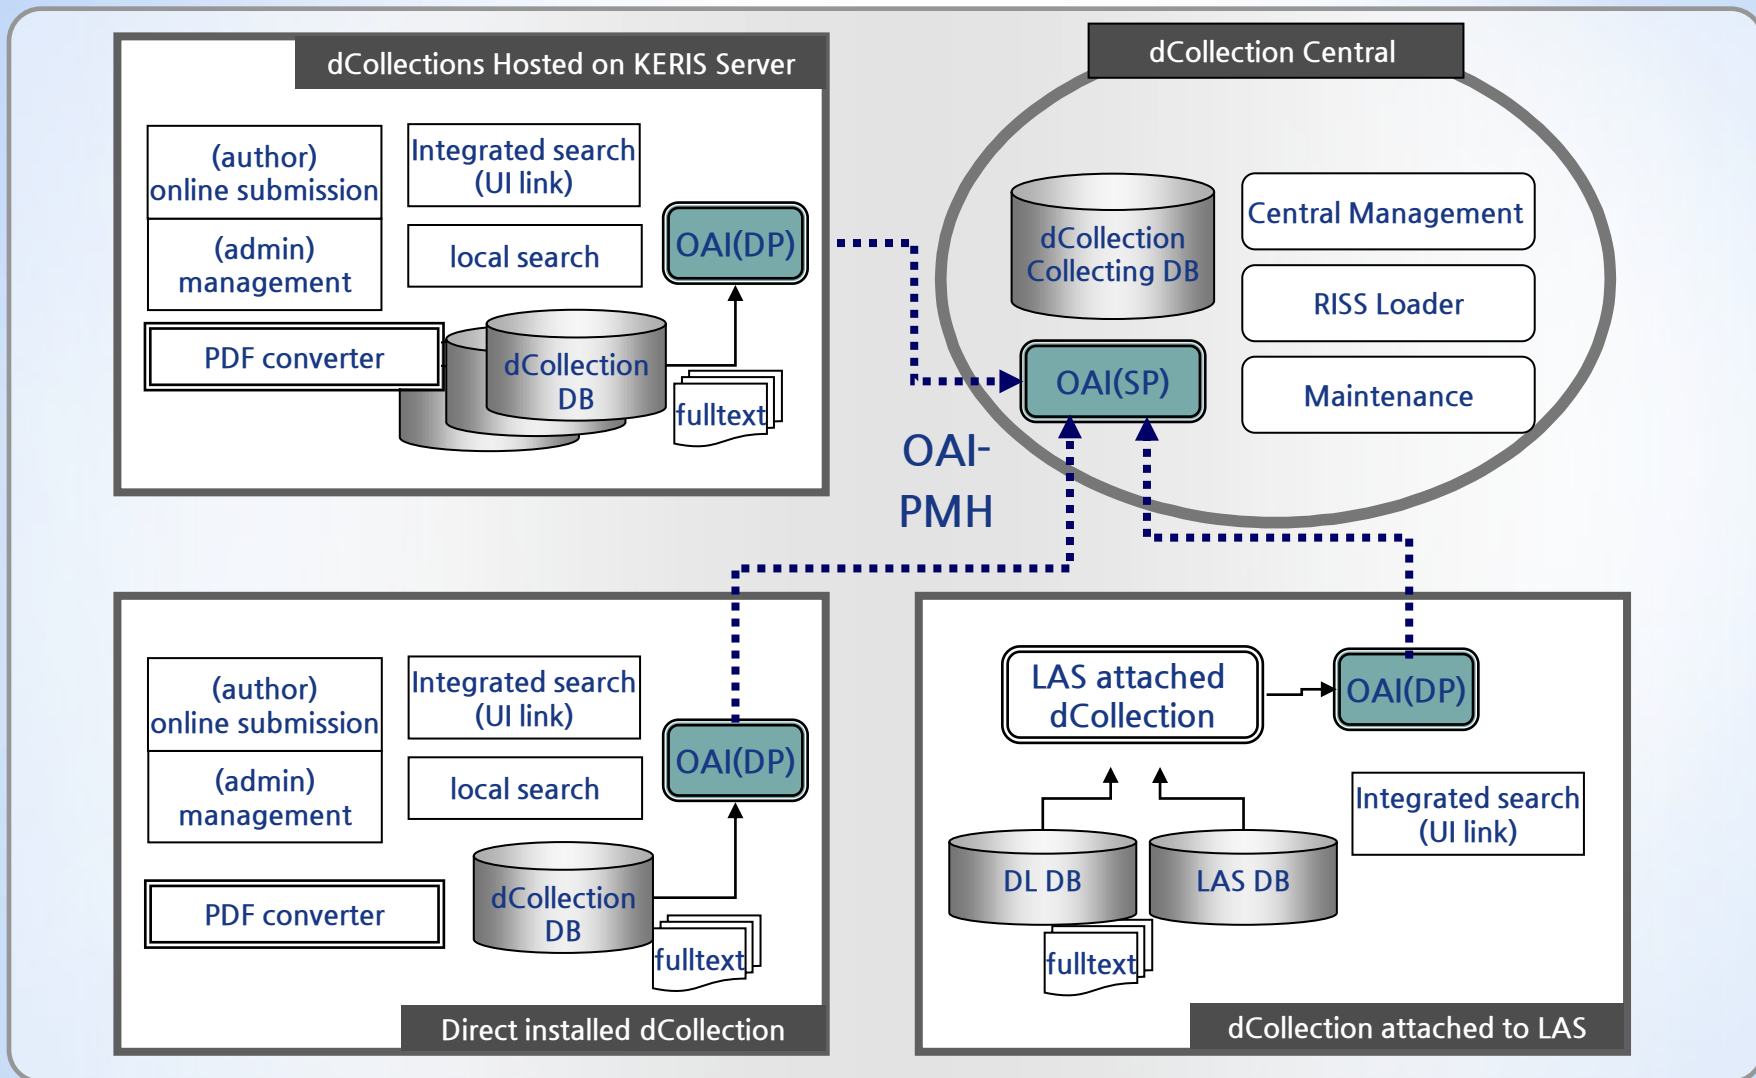 dCollections Hosted on KERIS Server
(author)
online submission
(admin)
management
Integrated search
(UI link)
local search
OAI(DP)
PDF converter
dCollection
DB
fulltext
dCollection Central
dCollection
Collecting DB
Central Management
RISS Loader
Maintenance
OAI(SP)
OAI-
PMH
(author)
online submission
(admin)
management
Integrated search
(UI link)
local search
OAI(DP)
PDF converter
dCollection
DB
fulltext
Direct installed dCollection
LAS attached
dCollection
OAI(DP)
Integrated search
(UI link)
DL DB
LAS DB
fulltext
dCollection attached to LAS